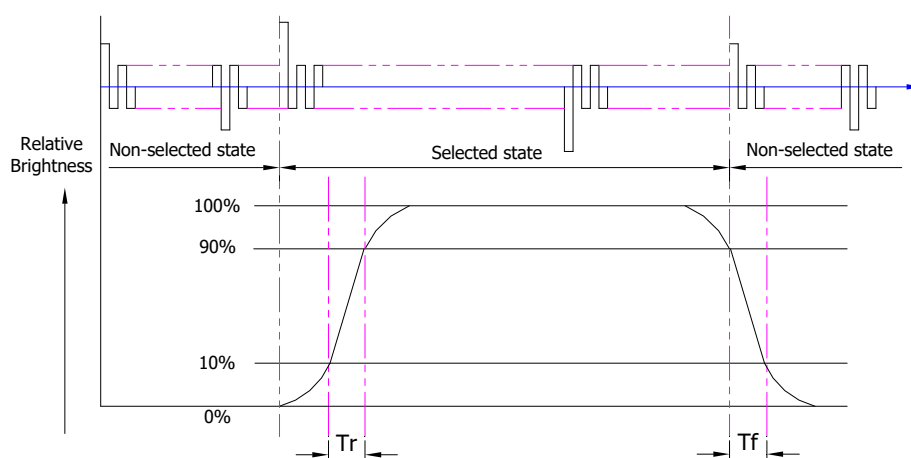 Relative
Brightness
Non-selected state
Selected state
Non-selected state
100%
90%
10%
0%
Tr
Tf